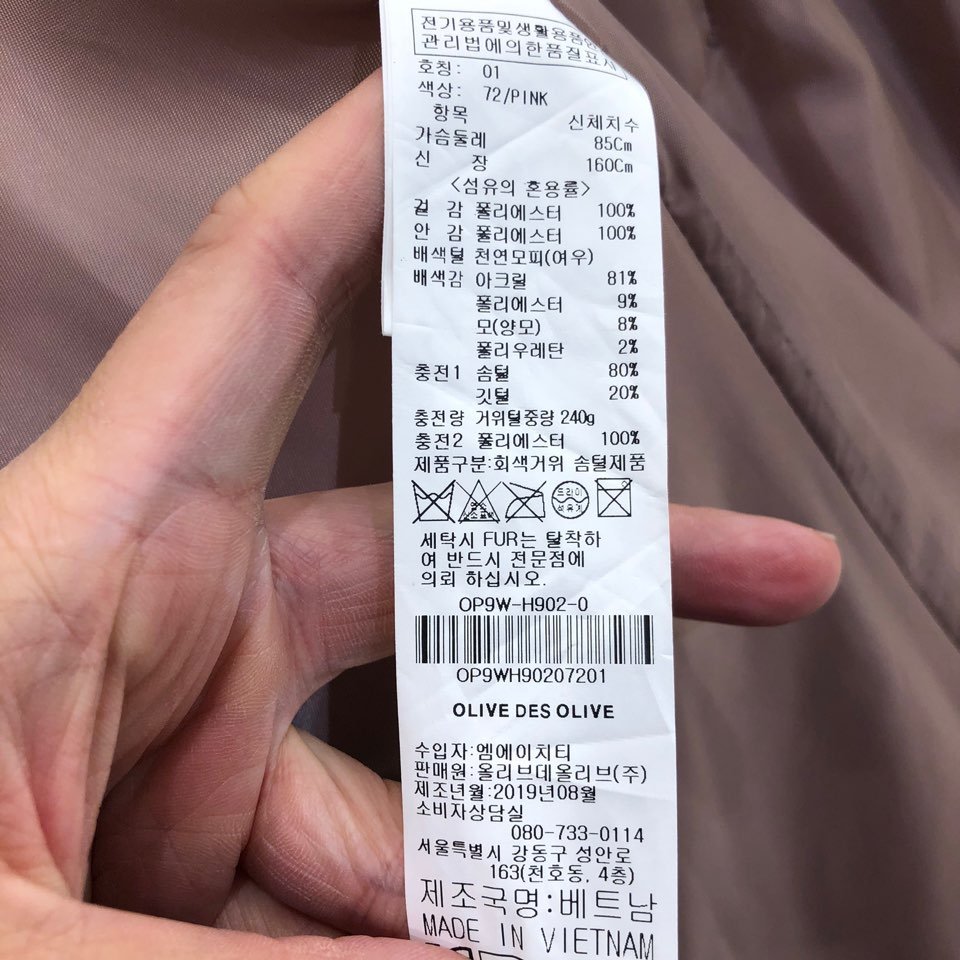 전기용품및생활용품안
관리법에의한품질표시
호칭: 01
색상: 72/PINK
항목 신체치수
가슴둘레 85Cm
신 장 160Cm
<섬유의 혼용률>
겉 감 폴리에스터 100%
안 감 폴리에스터 100%
배색털 천연모피(여우)
배색감 아크릴 81%
폴리에스터 9%
모(양모) 8%
폴리우레탄 2%
충전1 솜털 80%
깃털 20%
충전량 거위털중량 240g
충전2 폴리에스터 100%
제품구분:회색거위 솜털제품
드라이
석유계
세탁시 FUR는 탈착하
여 반드시 전문점에
의뢰 하십시오.
OP9W-H902-0
OP9WH90207201
OLIVE DES OLIVE
수입자:엠에이치티
판매원:올리브데올리브(주)
제조년월:2019년08월
소비자상담실
080-733-0114
서울특별시 강동구 성안로
163(천호동, 4층)
제조국명:베트남
MADE IN VIETNAM